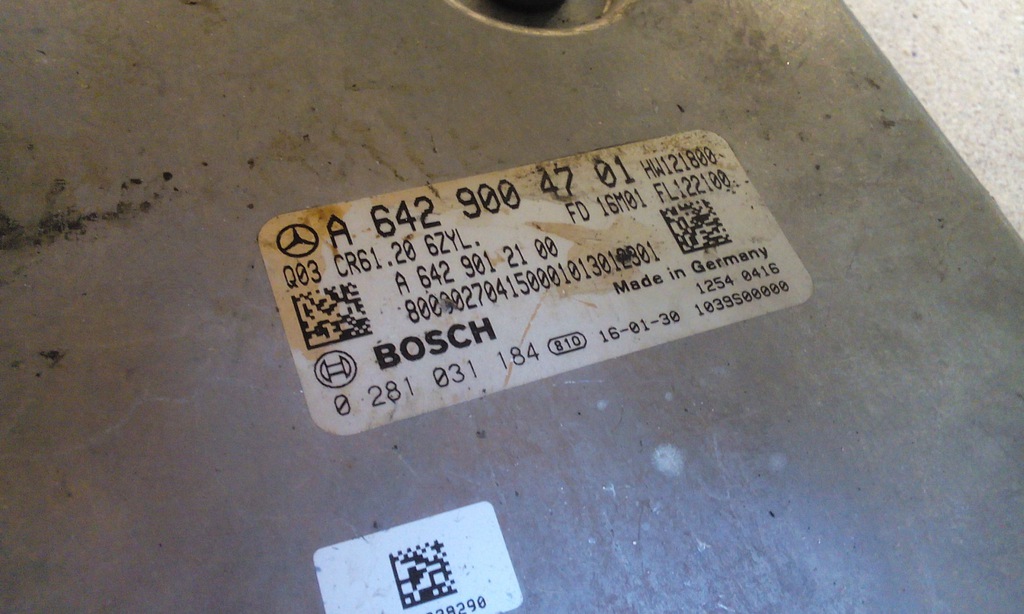 A 642 900 47 01 HW121800
Q03 CR61.20 6ZYL. FD 16M01 FL122100
A 642 901 21 00
Made in Germany
BOSCH 1254 0416
0 281 031 184 810 16-01-30 1039S00000